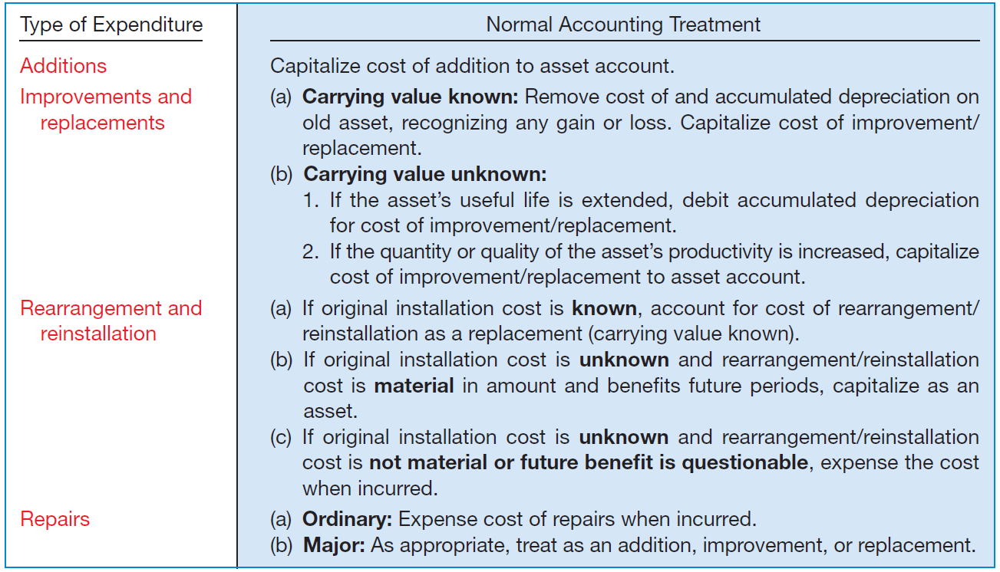 Type of Expenditure
Normal Accounting Treatment
Additions
Capitalize cost of addition to asset account.
Improvements and
replacements
(a) Carrying value known: Remove cost of and accumulated depreciation on
old asset, recognizing any gain or loss. Capitalize cost of improvement/
replacement.
(b) Carrying value unknown:
1. If the asset's useful life is extended, debit accumulated depreciation
for cost of improvement/replacement.
2. If the quantity or quality of the asset's productivity is increased, capitalize
cost of improvement/replacement to asset account.
Rearrangement and
reinstallation
(a) If original installation cost is known, account for cost of rearrangement/
reinstallation as a replacement (carrying value known).
(b) If original installation cost is unknown and rearrangement/reinstallation
cost is material in amount and benefits future periods, capitalize as an
asset.
(c) If original installation cost is unknown and rearrangement/reinstallation
cost is not material or future benefit is questionable, expense the cost
when incurred.
Repairs
(a) Ordinary: Expense cost of repairs when incurred.
(b) Major: As appropriate, treat as an addition, improvement, or replacement.